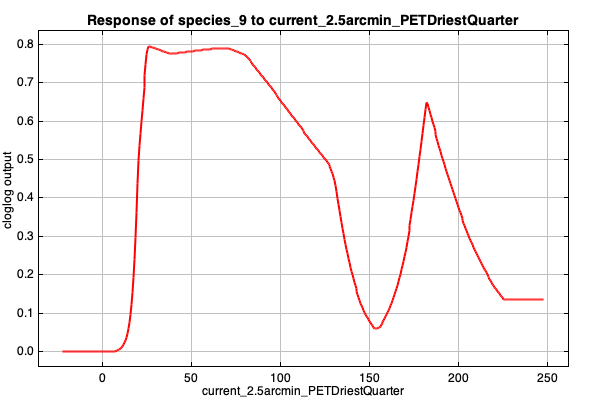 Response of species_9 to current_2.5arcmin_PETDriestQuarter
cloglog output
0.8
0.7
0.6
0.5
0.4
0.3
0.2
0.1
0.0
0 50 100 150 200 250
current_2.5arcmin_PETDriestQuarter